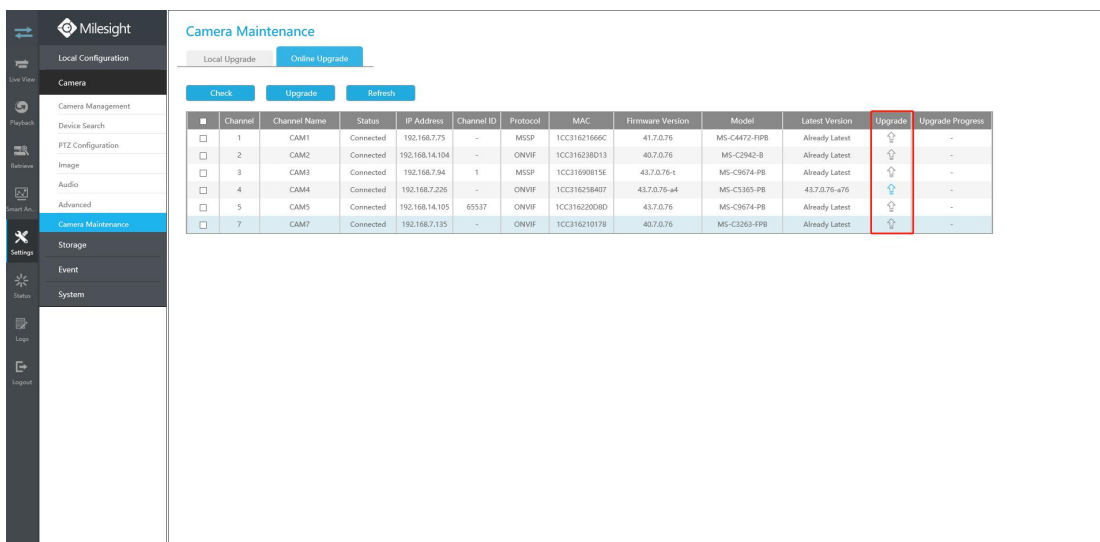 Milesight
Live View
Playback
Retrieve
Smart An...
Settings
Status
Logs
Logout
Local Configuration
Camera
Camera Management
Device Search
PTZ Configuration
Image
Audio
Advanced
Camera Maintenance
Storage
Event
System
Camera Maintenance
Local Upgrade Online Upgrade
Check Upgrade Refresh
Channel Channel Name Status IP Address Channel ID Protocol MAC Firmware Version Model Latest Version Upgrade Upgrade Progress
1 CAM1 Connected 192.168.7.75 - MSSP 1CC31621666C 41.7.0.76 MS-C4472-FIPB Already Latest -
2 CAM2 Connected 192.168.14.104 - ONVIF 1CC316238D13 40.7.0.76 MS-C2942-B Already Latest -
3 CAM3 Connected 192.168.7.94 1 MSSP 1CC31690815E 43.7.0.76-t MS-C9674-PB Already Latest -
4 CAM4 Connected 192.168.7.226 - ONVIF 1CC31625B407 43.7.0.76-a4 MS-C5365-PB 43.7.0.76-a76 -
5 CAM5 Connected 192.168.14.105 65537 ONVIF 1CC316220D8D 43.7.0.76 MS-C9674-PB Already Latest -
7 CAM7 Connected 192.168.7.135 - ONVIF 1CC316210178 40.7.0.76 MS-C3263-FPB Already Latest -